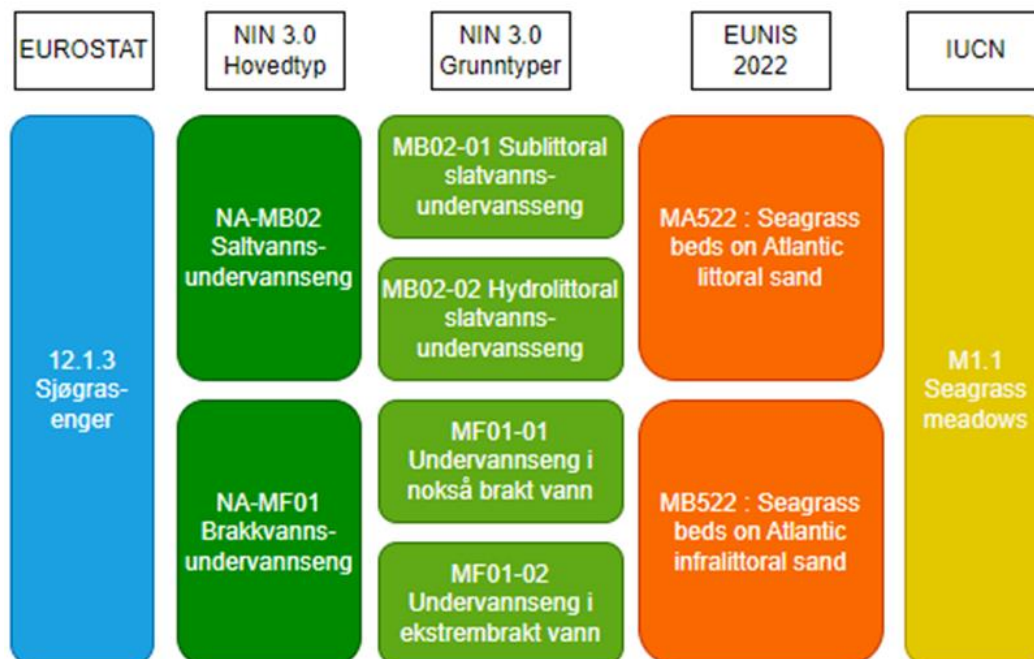 EUROSTAT
NIN 3.0
Hovedtyp
NIN 3.0
Grunntyper
EUNIS
2022
IUCN
12.1.3
Sjøgras-
enger
NA-MB02
Saltvanns-
undervannseng
NA-MF01
Brakkvanns-
undervannseng
MB02-01 Sublittoral
slatvanns-
undervansseng
MB02-02 Hydrolittoral
slatvanns-
undervansseng
MF01-01
Undervannseng i
nokså brakt vann
MF01-02
Undervannseng i
ekstrembrakt vann
MA522 : Seagrass
beds on Atlantic
littoral sand
MB522 : Seagrass
beds on Atlantic
infralittoral sand
M1.1
Seagrass
meadows